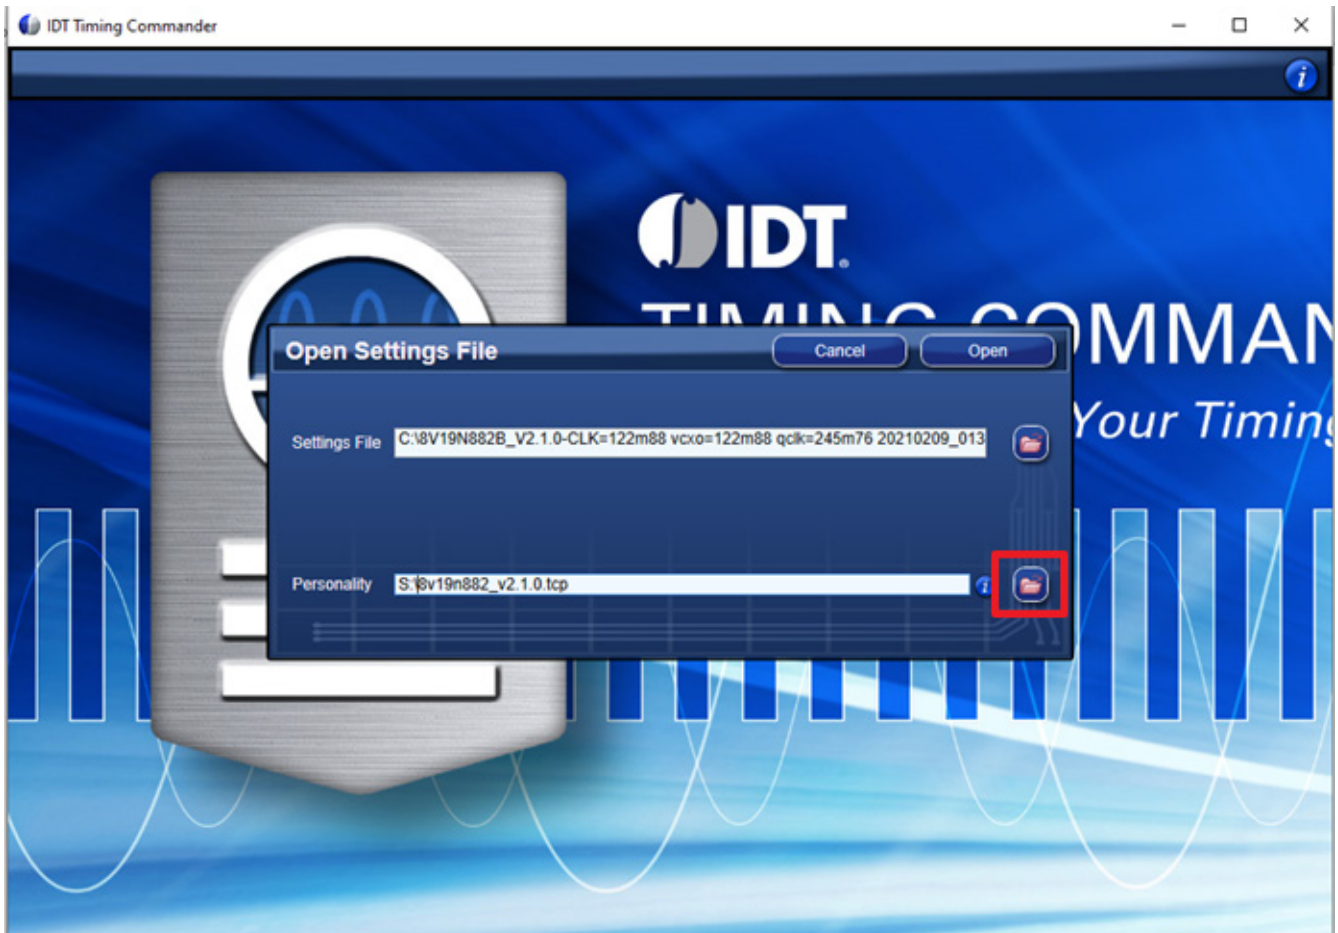 IDT Timing Commander
IDT®
TIMING COMMAN
Your Timing
Open Settings File
Cancel
Open
Settings File
C:\8V19N882B_V2.1.0-CLK=122m88 vcxo=122m88 qclk=245m76 20210209_013
Personality
S:\8v19n882_v2.1.0.tcp